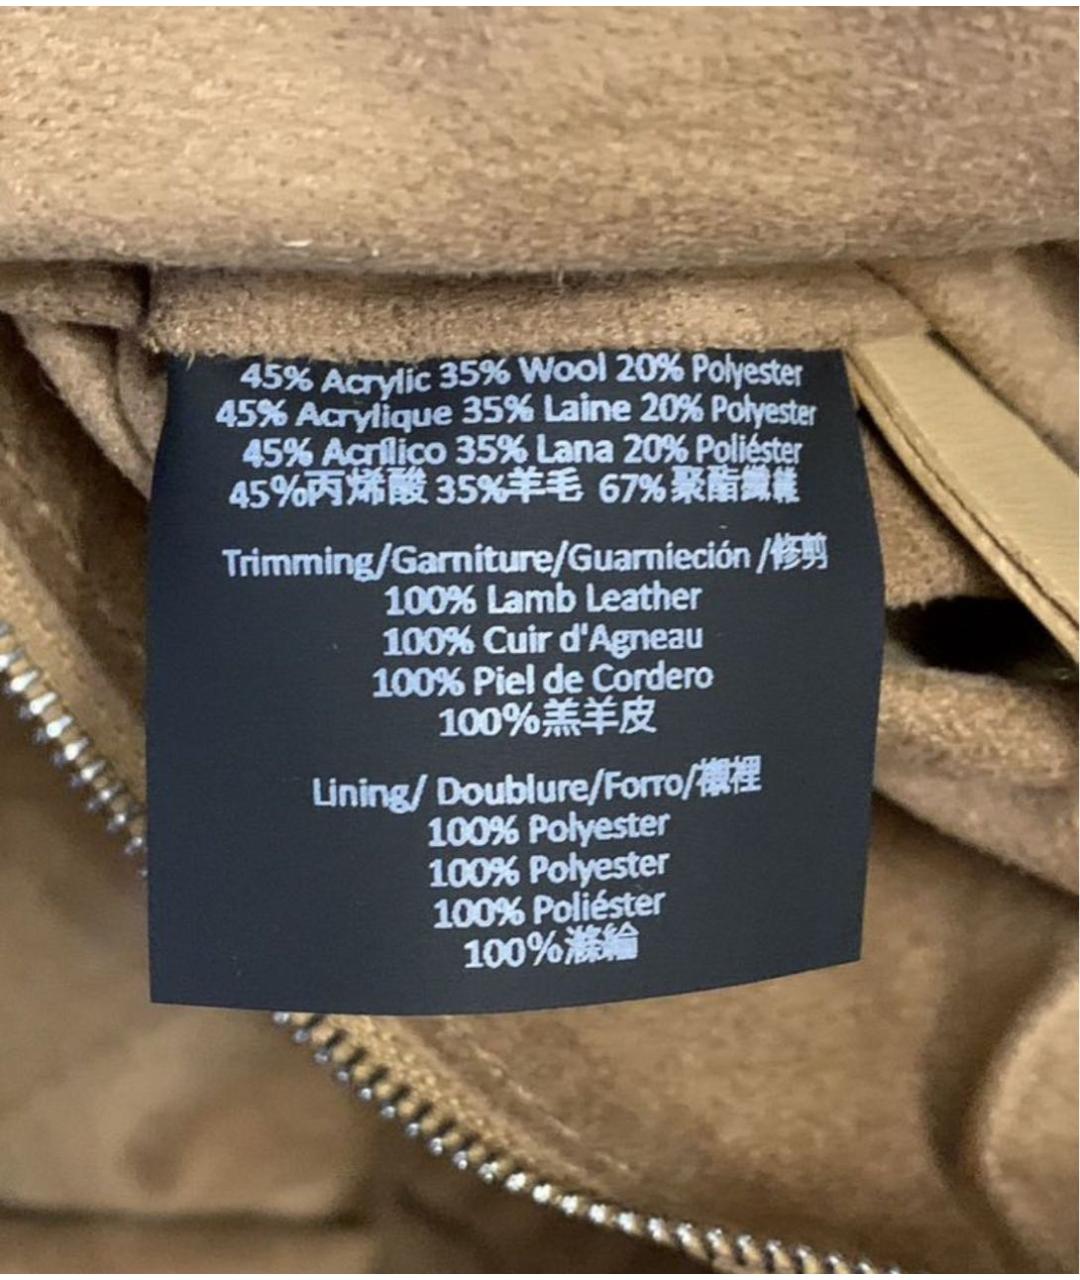 45% Acrylic 35% Wool 20% Polyester
45% Acrylique 35% Laine 20% Polyester
45% Acrílico 35% Lana 20% Poliéster
45%丙烯酸 35%羊毛 67%聚酯纖維
Trimming/Garniture/Guarnieción /修剪
100% Lamb Leather
100% Cuir d'Agneau
100% Piel de Cordero
100%羔羊皮
Lining/ Doublure/Forro/襯裡
100% Polyester
100% Polyester
100% Poliéster
100%滌綸